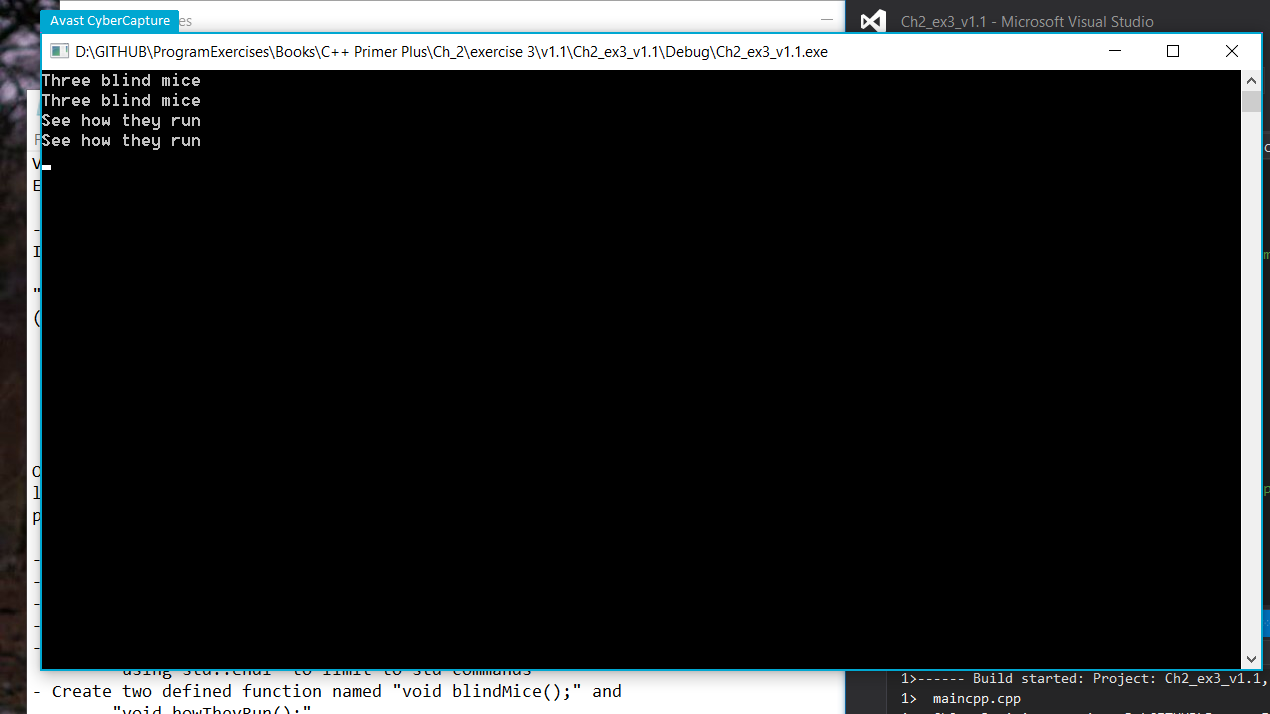 Avast CyberCapture
es
Ch2_ex3_v1.1 - Microsoft Visual Studio
D:\GITHUB\ProgramExercises\Books\C++ Primer Plus\Ch_2\exercise 3\v1.1\Ch2_ex3_v1.1\Debug\Ch2_ex3_v1.1.exe
Three blind mice
Three blind mice
See how they run
See how they run
- Create two defined function named "void blindMice();" and
"void howTheyRun();"
1>------ Build started: Project: Ch2_ex3_v1.1,
1> maincpp.cpp